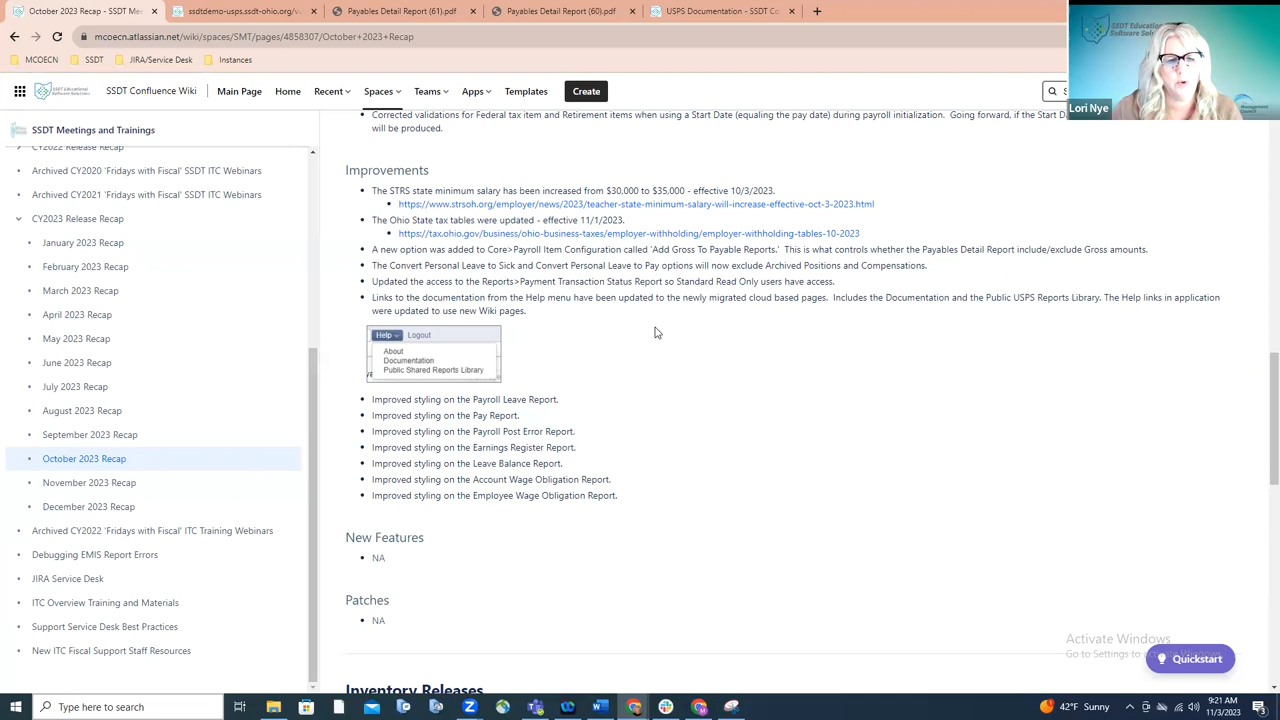 October 2023 Recap - SSDT Meet
ssdtdemo-usps.ssdt-ohio.org/v
Payables Detail Report (61).pdf
Payables Detail Report (60).pdf
USPS Documentation - SSDT Co
mcoecn.atlassian.net/wiki/spaces/SMT/pages/4858307/October+2023+Recap
MCOECN
SSDT
JIRA/Service Desk
Instances
SSDT Educational
Software Solutions
SSDT Confluence Wiki
Main Page
Home
Recent
Spaces
Teams
Apps
Templates
Create
S
SSDT Education
Software Solu
Management
Council
Lori Nye
SSDT Meetings and Trainings
CY2022 Release Recap
Archived CY2020 'Fridays with Fiscal' SSDT ITC Webinars
Archived CY2021 'Fridays with Fiscal' SSDT ITC Webinars
CY2023 Release Recap
January 2023 Recap
February 2023 Recap
March 2023 Recap
April 2023 Recap
May 2023 Recap
June 2023 Recap
July 2023 Recap
August 2023 Recap
September 2023 Recap
October 2023 Recap
November 2023 Recap
December 2023 Recap
Archived CY2022 'Fridays with Fiscal' ITC Training Webinars
Debugging EMIS Report Errors
JIRA Service Desk
ITC Overview Training and Materials
Support Service Desk Best Practices
New ITC Fiscal Support Staff Resources
Corrected validations for Federal tax item and Retirement items when using a Start Date (equaling the pay date) during payroll initialization. Going forward, if the Start D
will be produced.
Improvements
The STRS state minimum salary has been increased from $30,000 to $35,000 - effective 10/3/2023.
https://www.strsoh.org/employer/news/2023/teacher-state-minimum-salary-will-increase-effective-oct-3-2023.html
The Ohio State tax tables were updated - effective 11/1/2023.
https://tax.ohio.gov/business/ohio-business-taxes/employer-withholding/employer-withholding-tables-10-2023
A new option was added to Core>Payroll Item Configuration called 'Add Gross To Payable Reports.' This is what controls whether the Payables Detail Report include/exclude Gross amounts.
The Convert Personal Leave to Sick and Convert Personal Leave to Pay options will now exclude Archived Positions and Compensations.
Updated the access to the Reports>Payment Transaction Status Report so Standard Read Only users have access.
Links to the documentation from the Help menu have been updated to the newly migrated cloud based pages. Includes the Documentation and the Public USPS Reports Library. The Help links in application
were updated to use new Wiki pages.
Help
Logout
About
Documentation
Public Shared Reports Library
Improved styling on the Payroll Leave Report.
Improved styling on the Pay Report.
Improved styling on the Payroll Post Error Report.
Improved styling on the Earnings Register Report.
Improved styling on the Leave Balance Report.
Improved styling on the Account Wage Obligation Report.
Improved styling on the Employee Wage Obligation Report.
New Features
NA
Patches
NA
Inventory Releases
Activate Windows
Go to Settings to activate Windows.
Quickstart
Type here to search
42°F Sunny
9:21 AM
11/3/2023
3